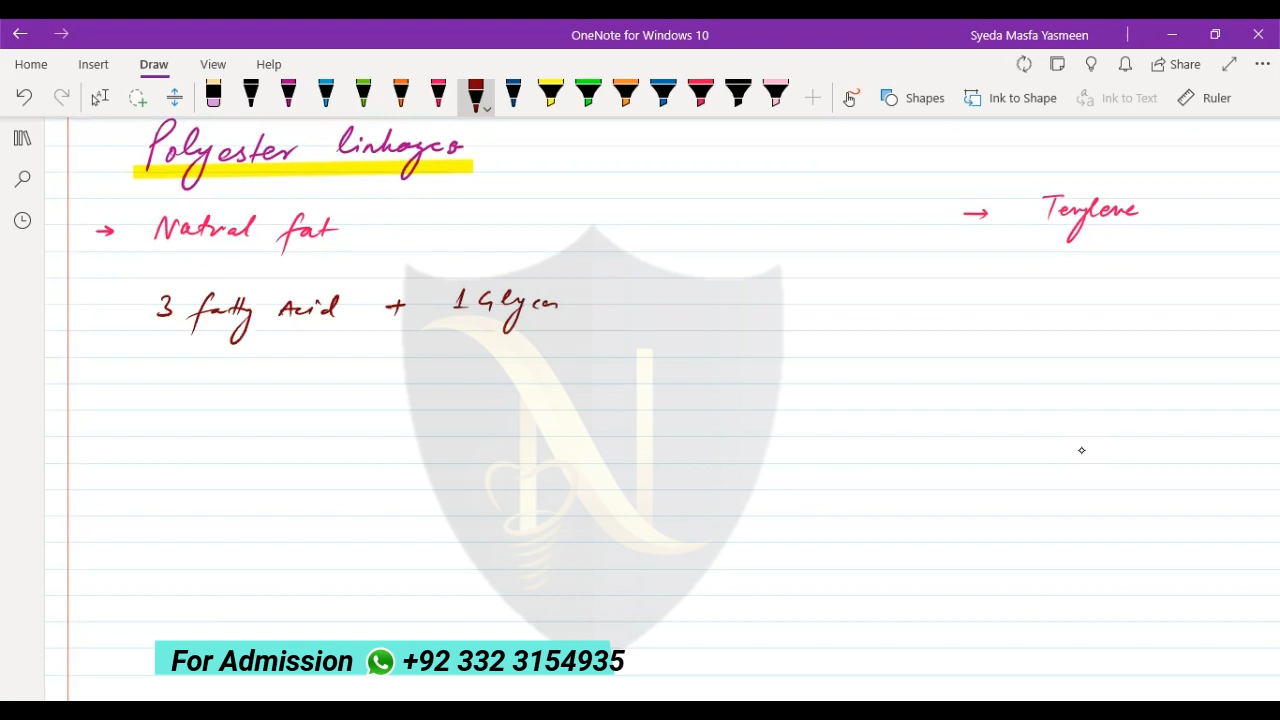 OneNote for Windows 10
Syeda Masfa Yasmeen
Home Insert Draw View Help
Share
Shapes Ink to Shape Ink to Text Ruler
Polyester linkages
→ Natural fat
→ Terylene
3 fatty Acid + 1 Glycer
For Admission +92 332 3154935